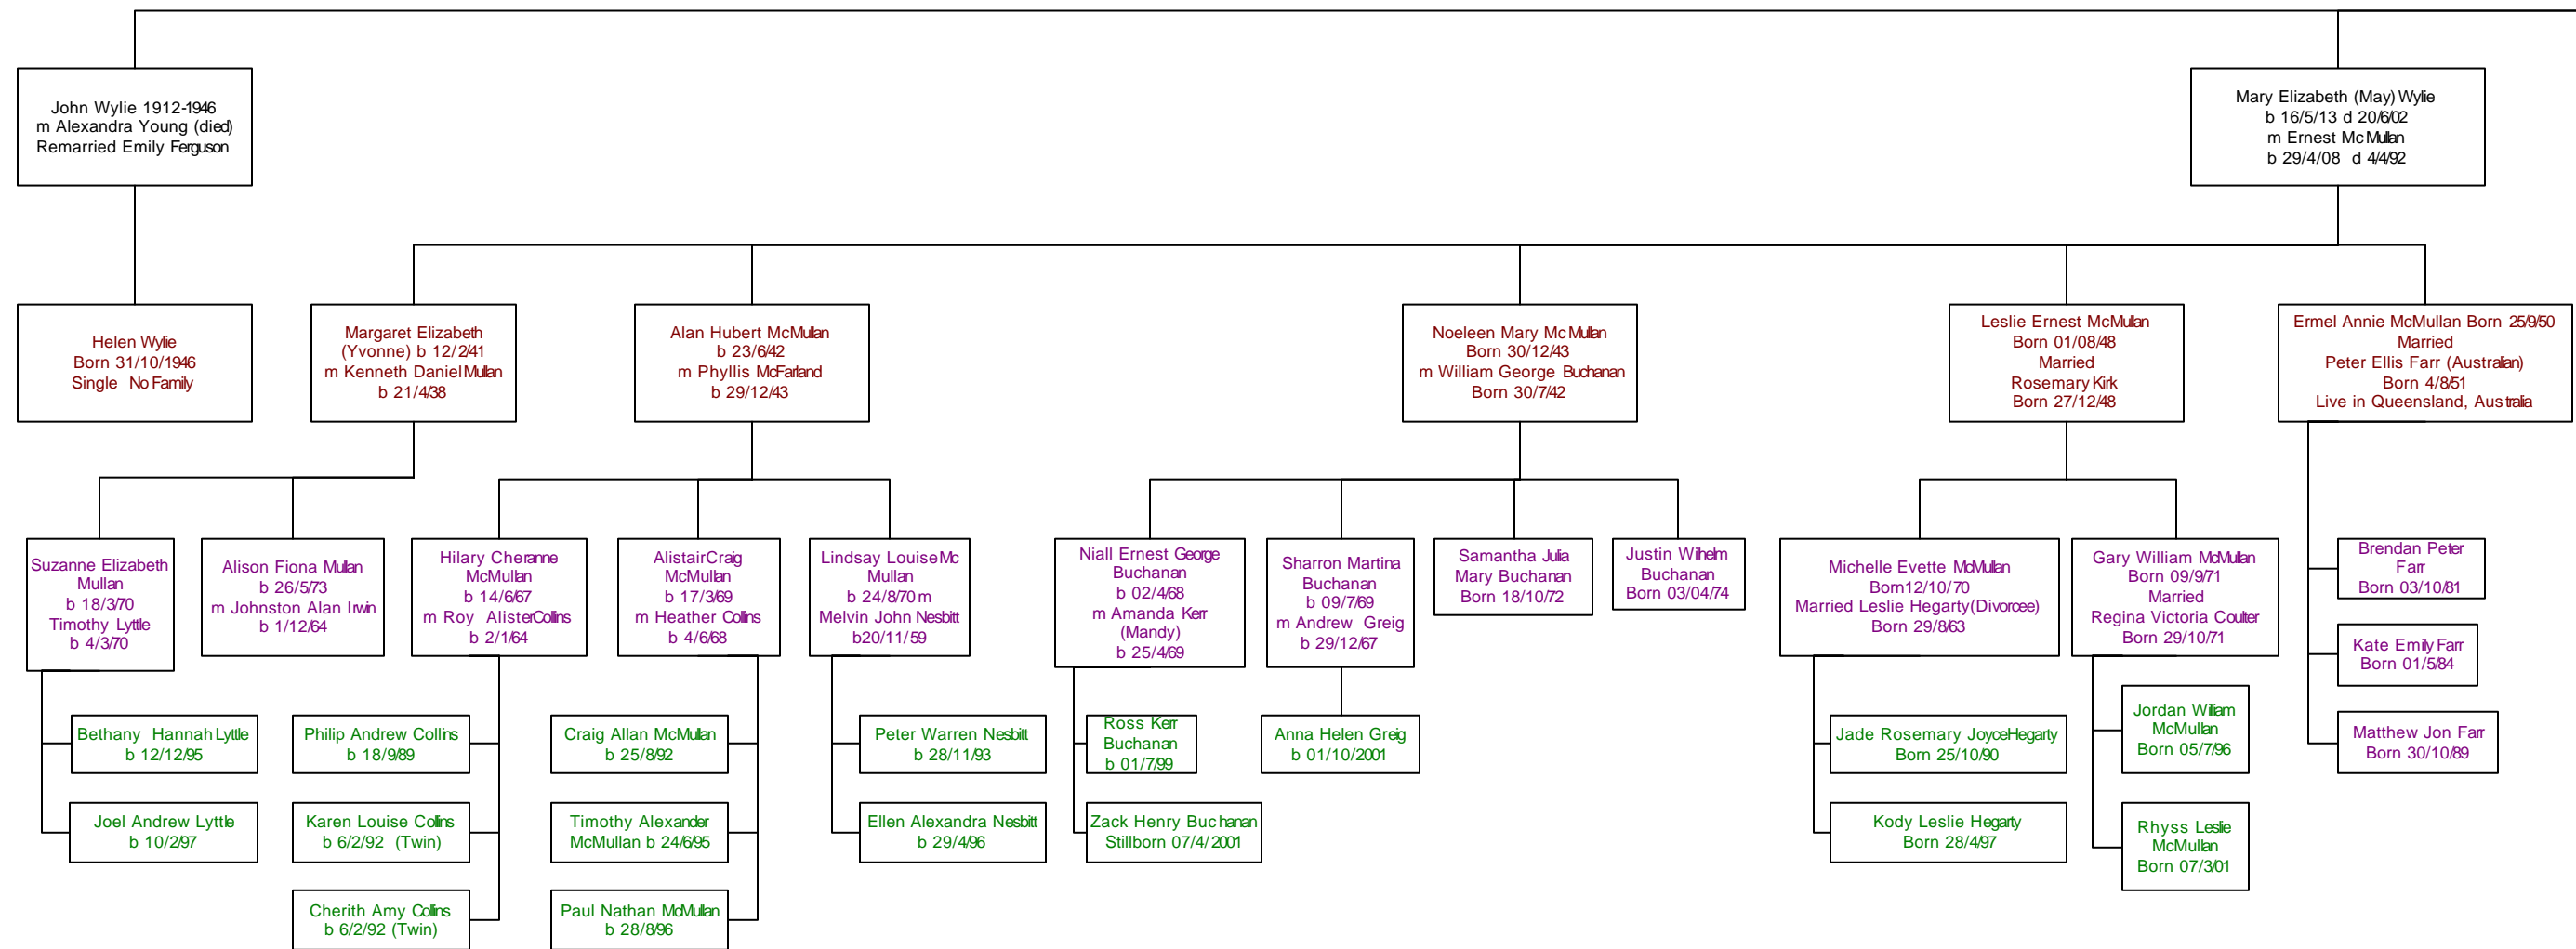 John Wylie 1912-1946
m Alexandra Young (died)
Remarried Emily Ferguson
Mary Elizabeth (May) Wylie
b 16/5/13 d 20/6/02
m Ernest Mc Mullan
b 29/4/08 d 4/4/92
Helen Wylie
Born 31/10/1946
Single No Family
Margaret Elizabeth
(Yvonne) b 12/2/41
m Kenneth Daniel Mullan
b 21/4/38
Alan Hubert McMullan
b 23/6/42
m Phyllis McFarland
b 29/12/43
Noeleen Mary Mc Mullan
Born 30/12/43
m William George Buchanan
Born 30/7/42
Leslie Ernest McMullan
Born 01/08/48
Married
Rosemary Kirk
Born 27/12/48
Ermel Annie McMullan Born 25/9/50
Married
Peter Ellis Farr (Australian)
Born 4/8/51
Live in Queensland, Australia
Suzanne Elizabeth
Mullan
b 18/3/70
Timothy Lyttle
b 4/3/70
Alison Fiona Mullan
b 26/5/73
m Johnston Alan Irwin
b 1/12/64
Hilary Cheranne
McMullan
b 14/6/67
m Roy Alister Collins
b 2/1/64
Alistair Craig
McMullan
b 17/3/69
m Heather Collins
b 4/6/68
Lindsay Louise Mc
Mullan
b 24/8/70 m
Melvin John Nesbitt
b20/11/59
Niall Ernest George
Buchanan
b 02/4/68
m Amanda Kerr
(Mandy)
b 25/4/69
Sharron Martina
Buchanan
b 09/7/69
m Andrew Greig
b 29/12/67
Samantha Julia
Mary Buchanan
Born 18/10/72
Justin Wilhelm
Buchanan
Born 03/04/74
Michelle Evette McMullan
Born12/10/70
Married Leslie Hegarty(Divorcee)
Born 29/8/63
Gary William McMullan
Born 09/9/71
Married
Regina Victoria Coulter
Born 29/10/71
Brendan Peter
Farr
Born 03/10/81
Kate Emily Farr
Born 01/5/84
Matthew Jon Farr
Born 30/10/89
Bethany Hannah Lyttle
b 12/12/95
Joel Andrew Lyttle
b 10/2/97
Philip Andrew Collins
b 18/9/89
Karen Louise Collins
b 6/2/92 (Twin)
Cherith Amy Collins
b 6/2/92 (Twin)
Craig Allan McMullan
b 25/8/92
Timothy Alexander
McMullan b 24/6/95
Paul Nathan McMullan
b 28/8/96
Peter Warren Nesbitt
b 28/11/93
Ellen Alexandra Nesbitt
b 29/4/96
Ross Kerr
Buchanan
b 01/7/99
Zack Henry Buchanan
Stillborn 07/4/2001
Anna Helen Greig
b 01/10/2001
Jade Rosemary Joyce Hegarty
Born 25/10/90
Kody Leslie Hegarty
Born 28/4/97
Jordan William
McMullan
Born 05/7/96
Rhyss Leslie
McMullan
Born 07/3/01